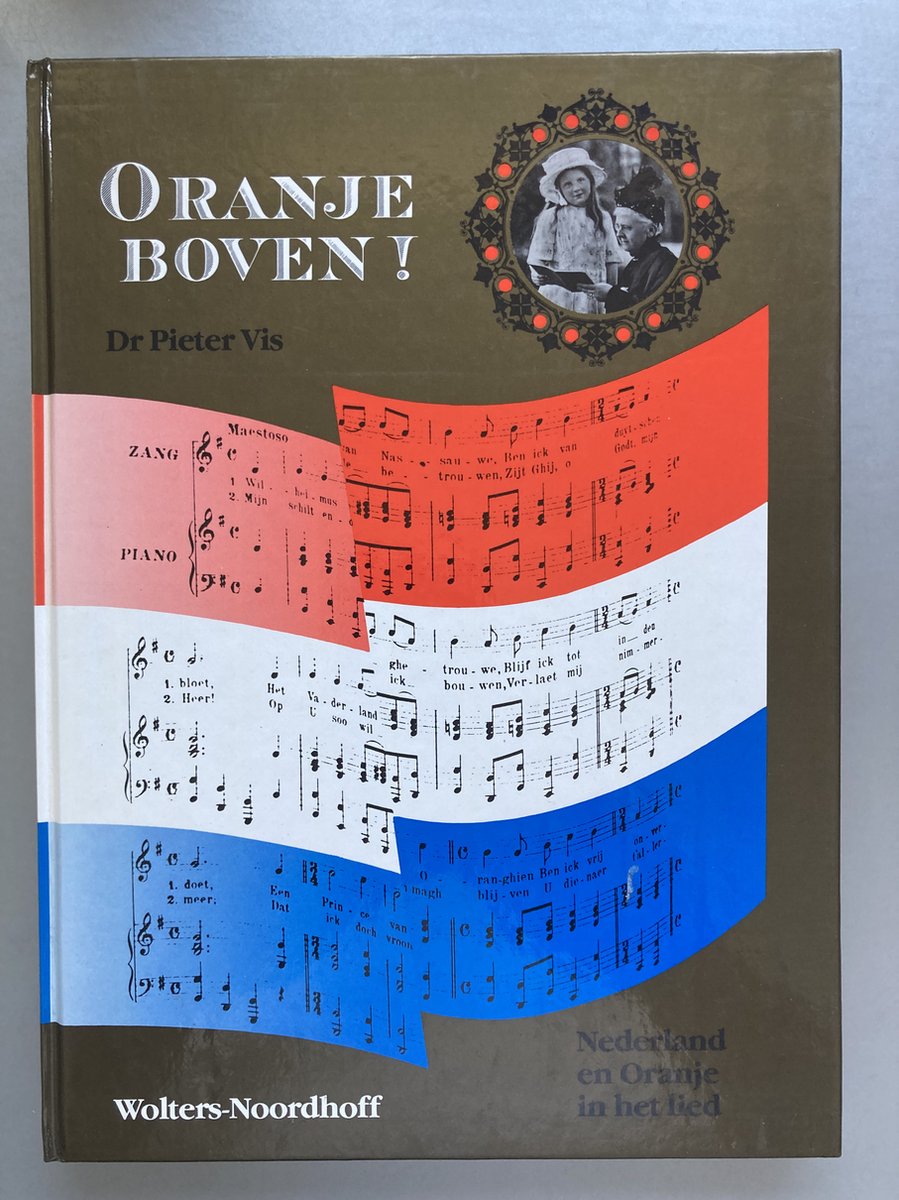 ORANJE
BOVEN!
Dr Pieter Vis
Maestoso
ZANG
Nas - sau - we, Ben ick van duyt-schen
be - trou - wen, Zijt Ghij, o Godt mijn
1 Wil - hel - mus
2. Mijn schilt en - o
PIANO
ghe - trou - we, Blijf ick tot in den
ick bou - wen, Ver - laet mij nim - mer -
1. bloet, Het Va - der - land
2. Heer! Op U soo wil
O - ran - ghien Ben ick vrij on - ver -
magh blij - ven U die - naer
1. doet, Een Prin - ce van
2. meer; Dat ick doch vroom
Nederland
en Oranje
in het lied
Wolters-Noordhoff